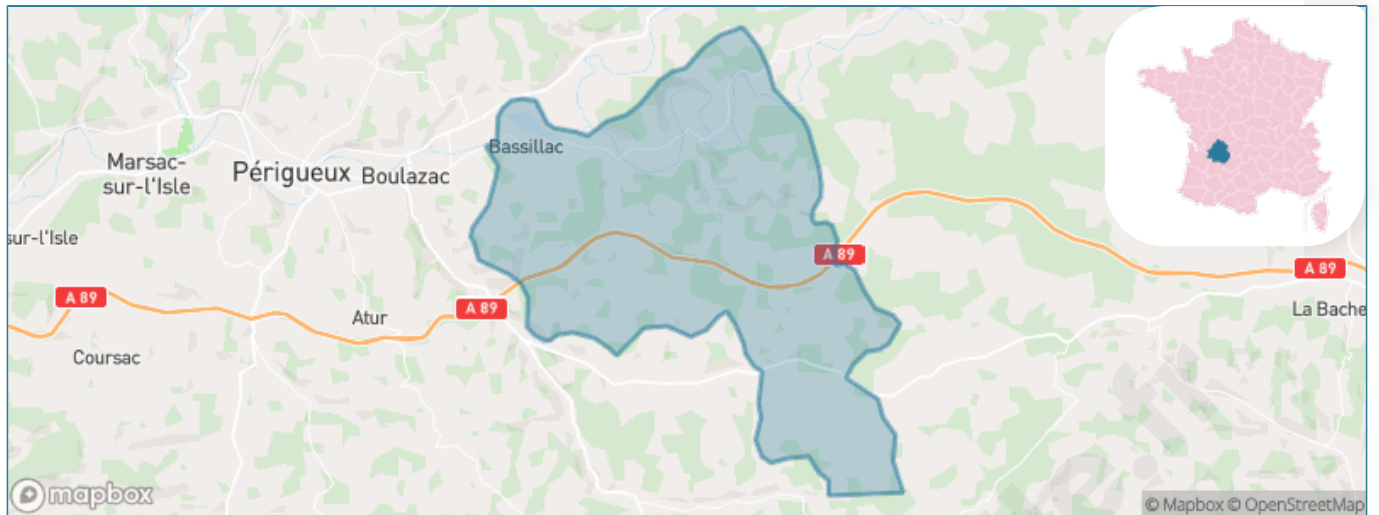 Bassillac
Marsac-
sur-l'Isle
Périgueux
Boulazac
sur-l'Isle
A 89
A 89
A 89
A 89
La Bache
Atur
Coursac
mapbox
© Mapbox © OpenStreetMap